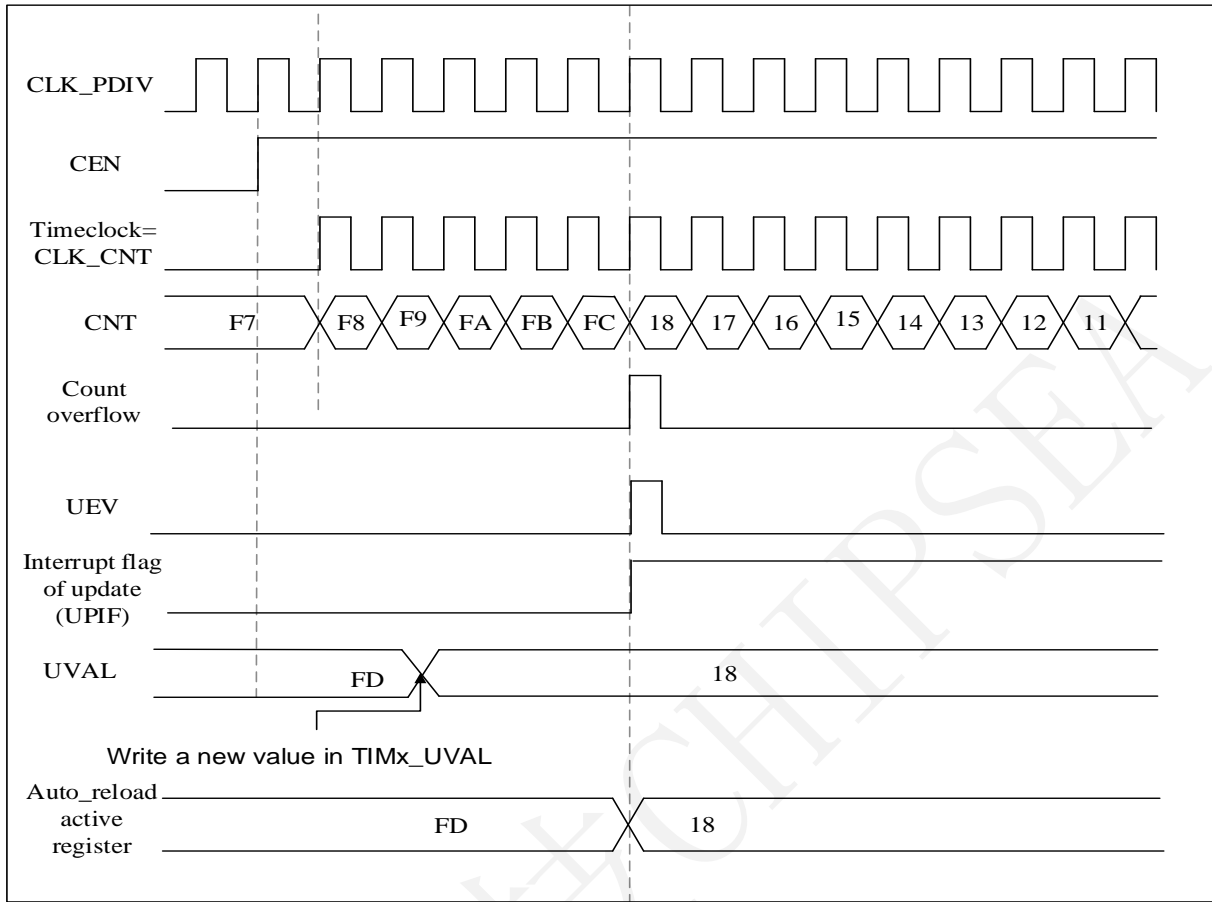 CLK_PDIV
CEN
Timeclock=
CLK_CNT
CNT
F7 F8 F9 FA FB FC 18 17 16 15 14 13 12 11
Count
overflow
UEV
Interrupt flag
of update
(UPIF)
UVAL
FD 18
Write a new value in TIMx_UVAL
Auto_reload
active
register
FD 18
CHIPSEA